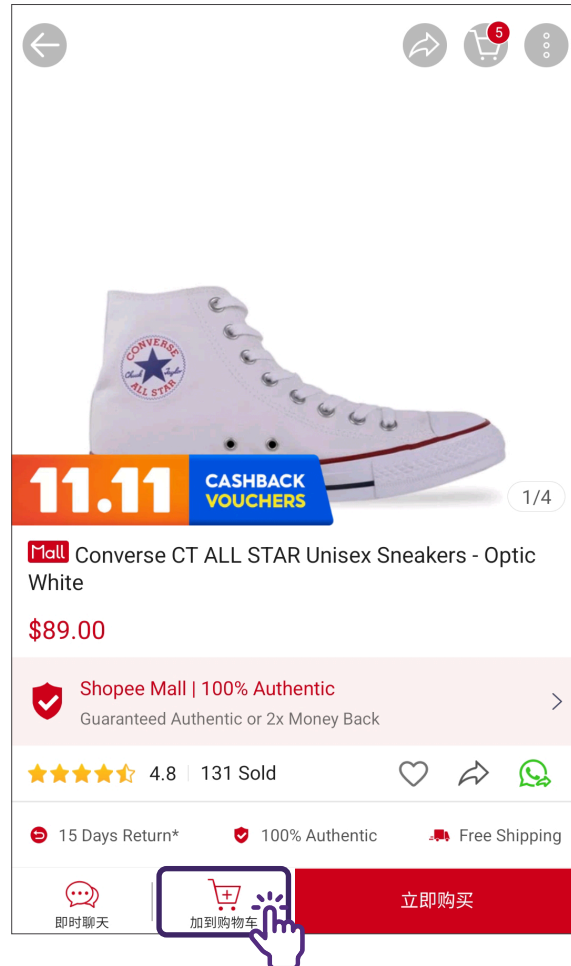 5
CONVERSE
Chuck Taylor
ALL STAR
11.11
CASHBACK
VOUCHERS
1/4
Mall Converse CT ALL STAR Unisex Sneakers - Optic
White
$89.00
Shopee Mall | 100% Authentic
Guaranteed Authentic or 2x Money Back
4.8 131 Sold
15 Days Return* 100% Authentic Free Shipping
即时聊天 加到购物车 立即购买